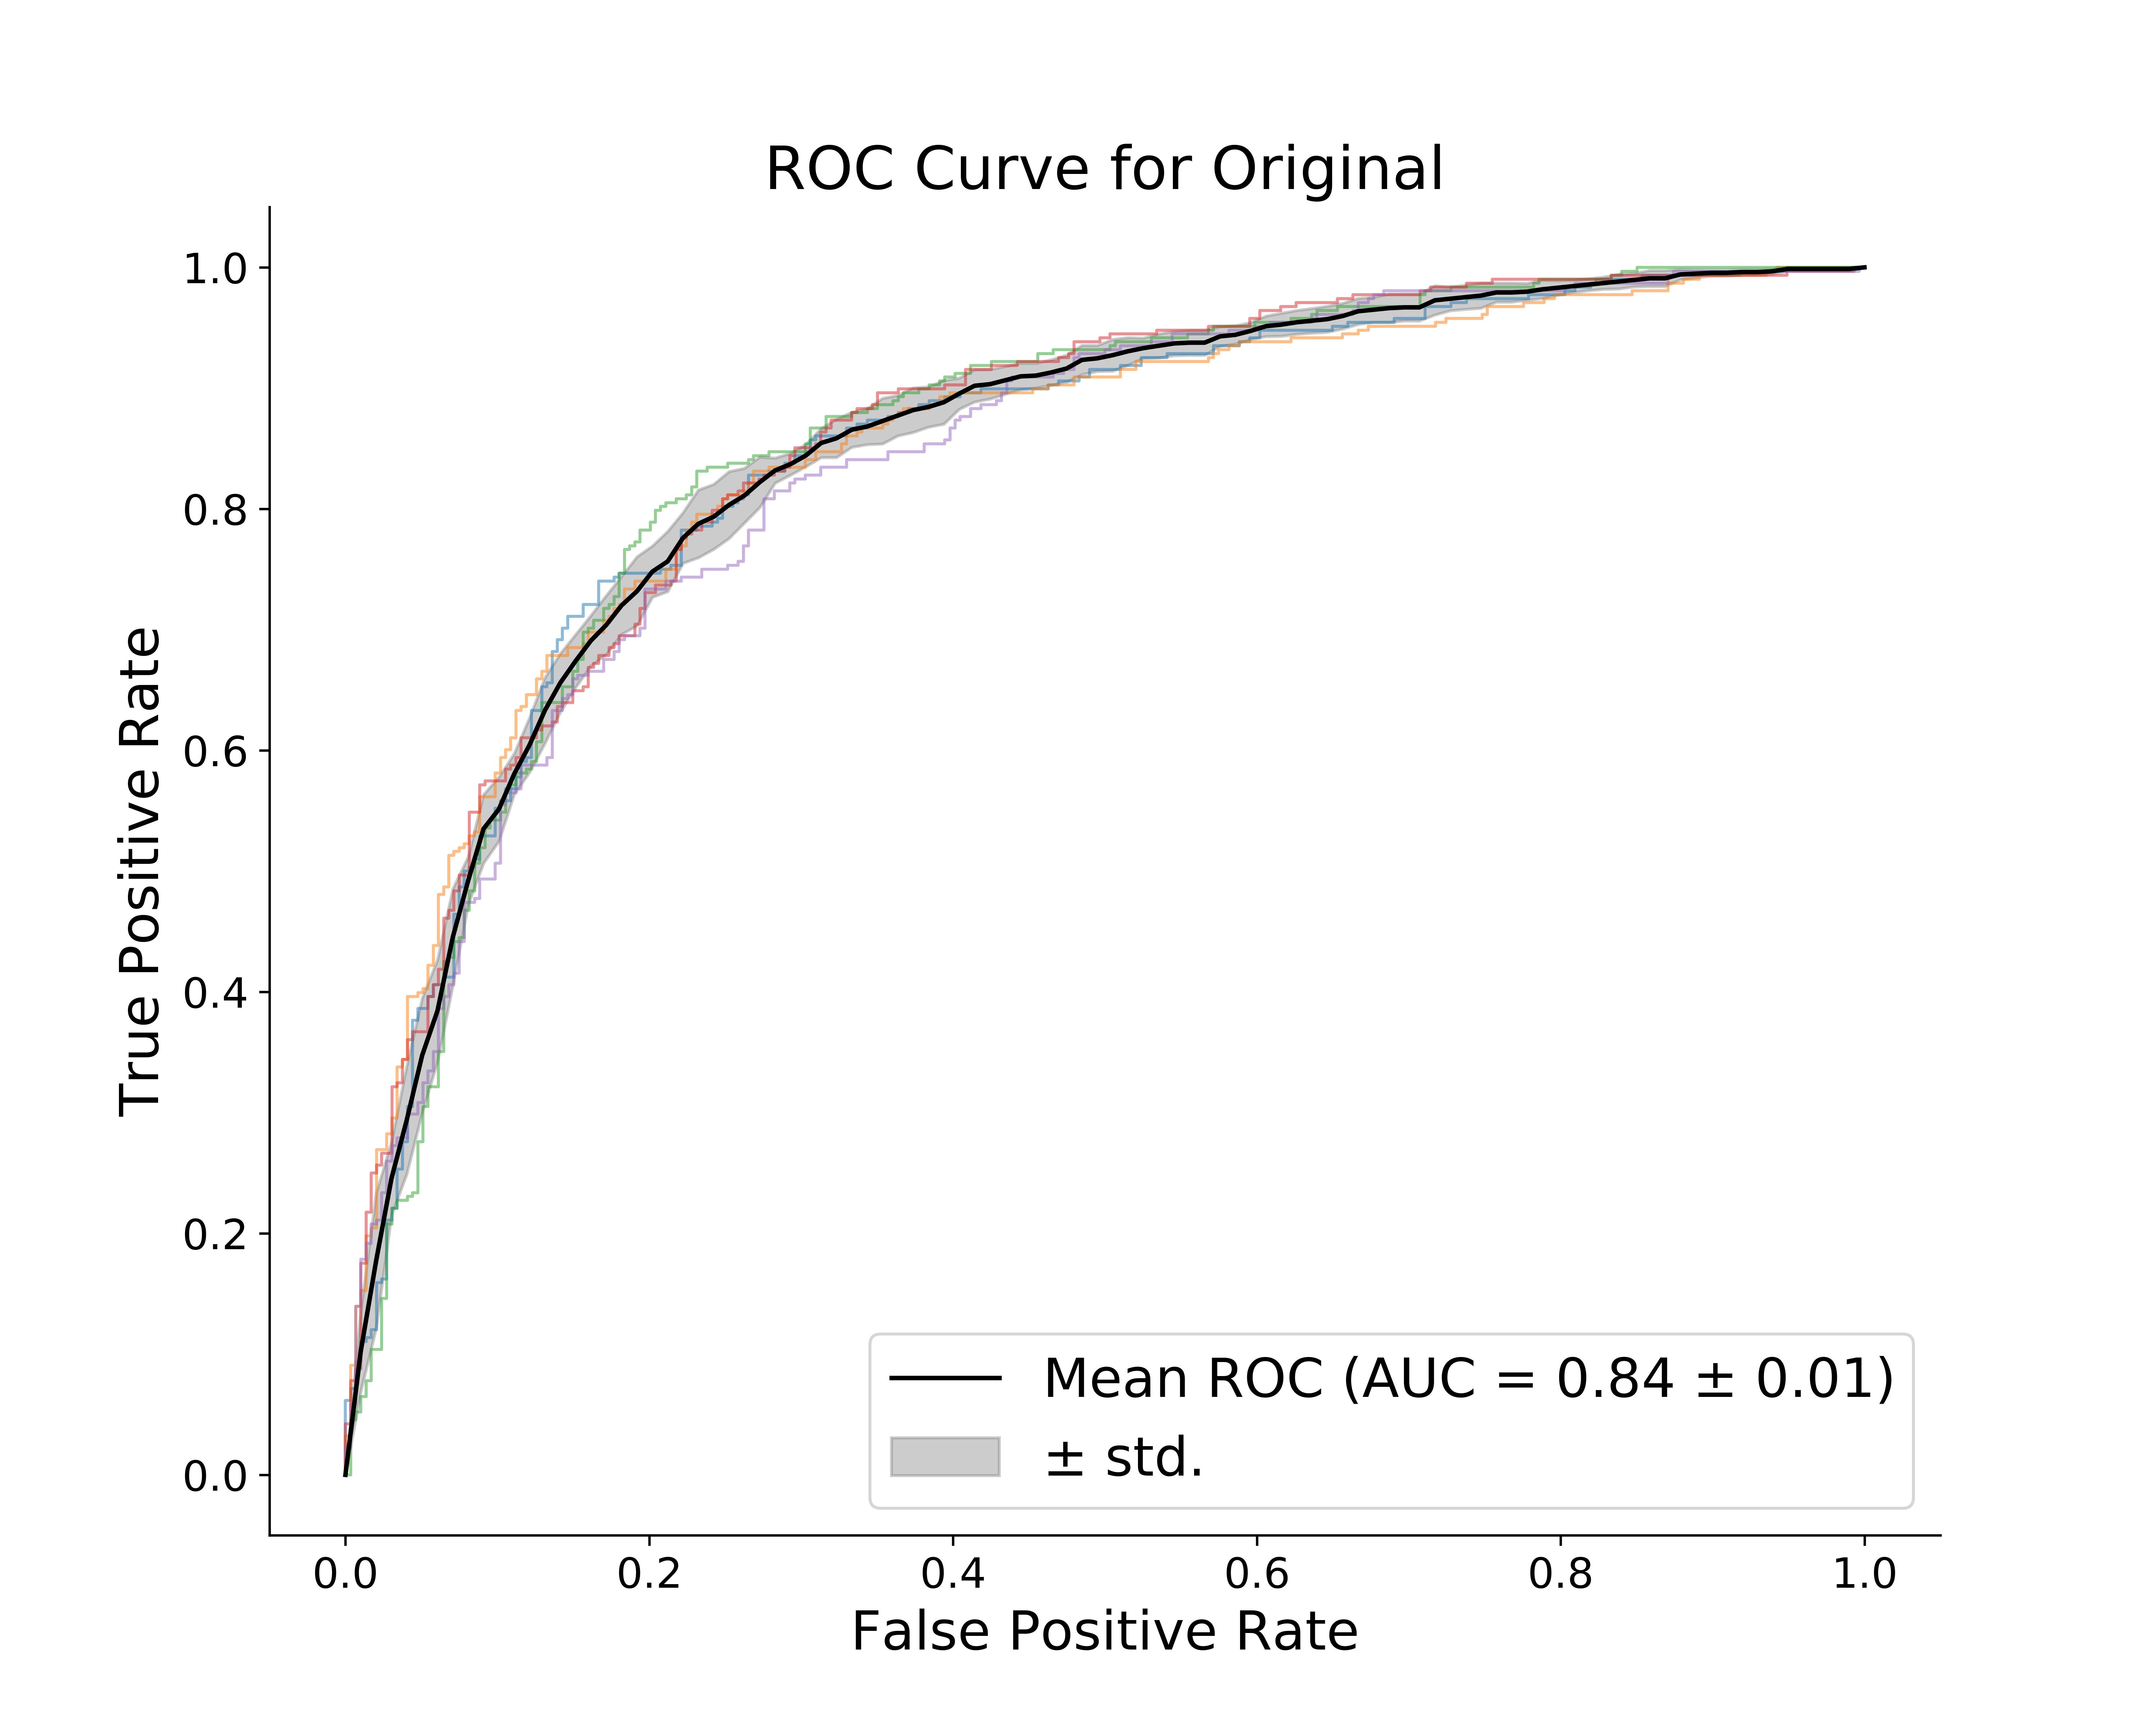 ROC Curve for Original
True Positive Rate
1.0
0.8
0.6
0.4
0.2
0.0
Mean ROC (AUC = 0.84 ± 0.01)
± std.
0.0 0.2 0.4 0.6 0.8 1.0
False Positive Rate